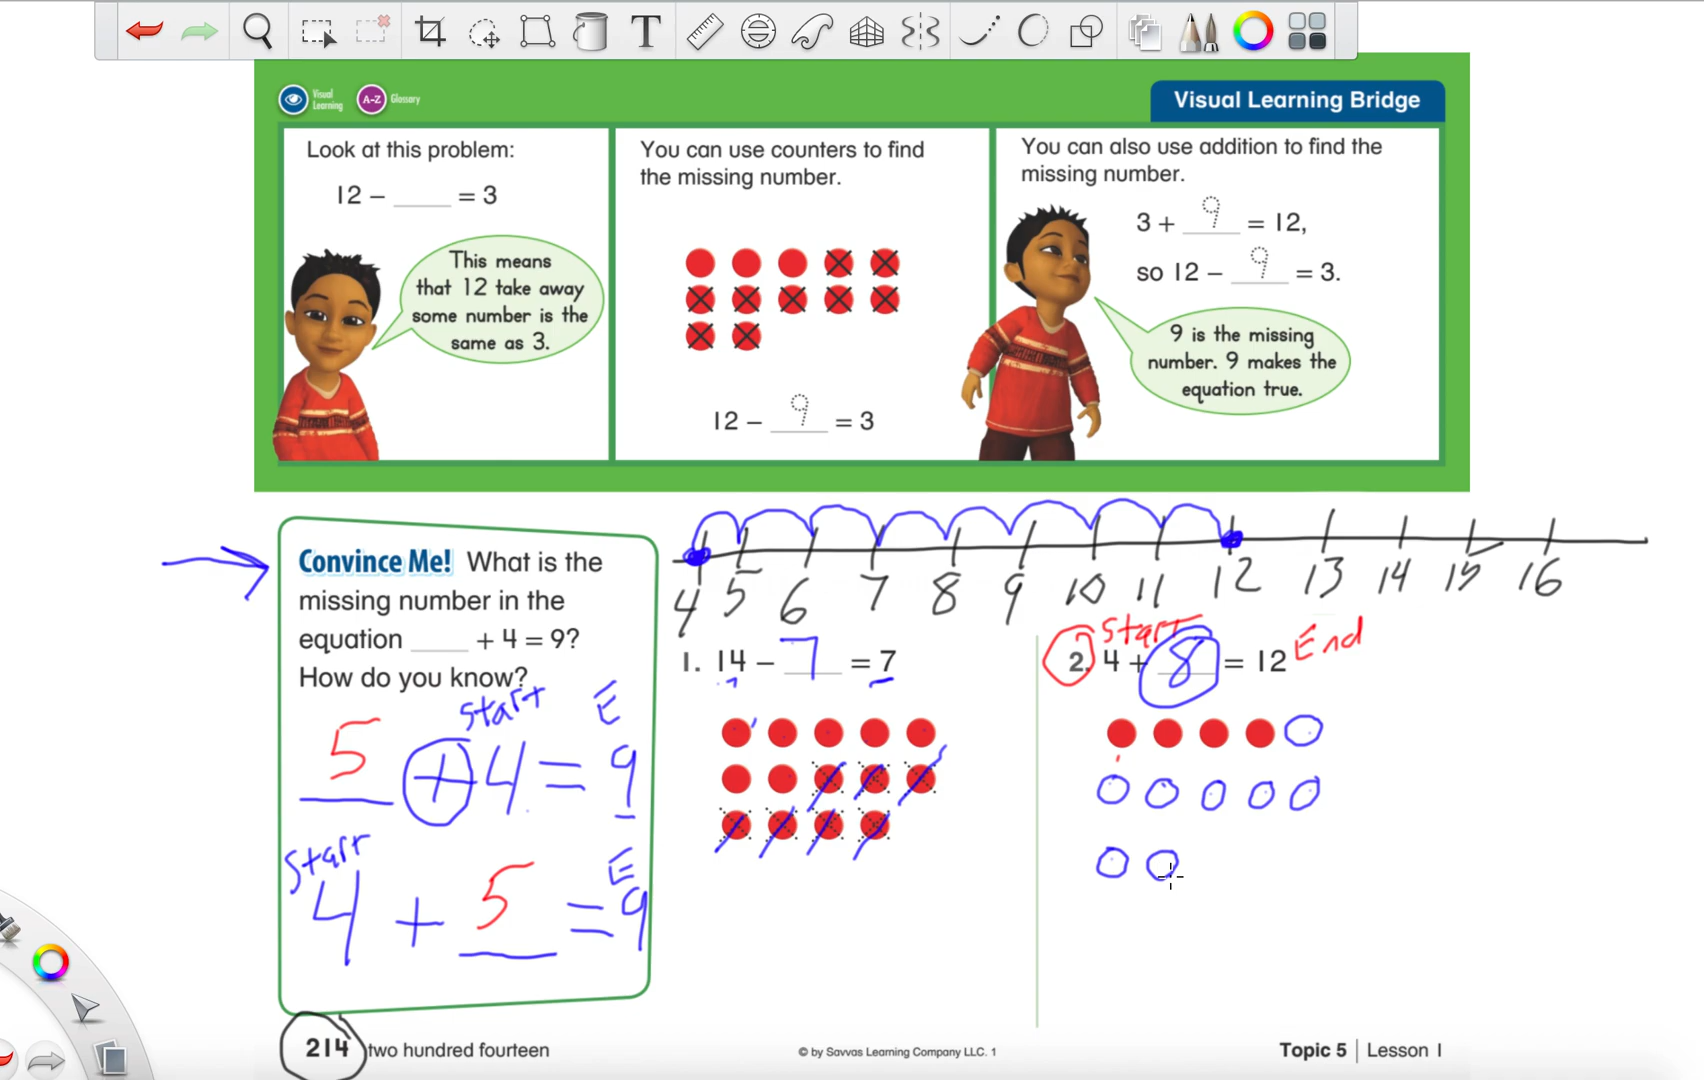 Visual
Learning
A-Z Glossary
Visual Learning Bridge
Look at this problem:
12 − ____ = 3
This means
that 12 take away
some number is the
same as 3.
You can use counters to find
the missing number.
12 − 9 = 3
You can also use addition to find the
missing number.
3 + 9 = 12,
so 12 − 9 = 3.
9 is the missing
number. 9 makes the
equation true.
Convince Me! What is the
missing number in the
equation ____ + 4 = 9?
How do you know?
Start E
5 + 4 = 9
Start E
4 + 5 = 9
4 5 6 7 8 9 10 11 12 13 14 15 16
1. 14 − 7 = 7
Start End
2. 4 + 8 = 12
214 two hundred fourteen
© by Savvas Learning Company LLC. 1
Topic 5 | Lesson 1